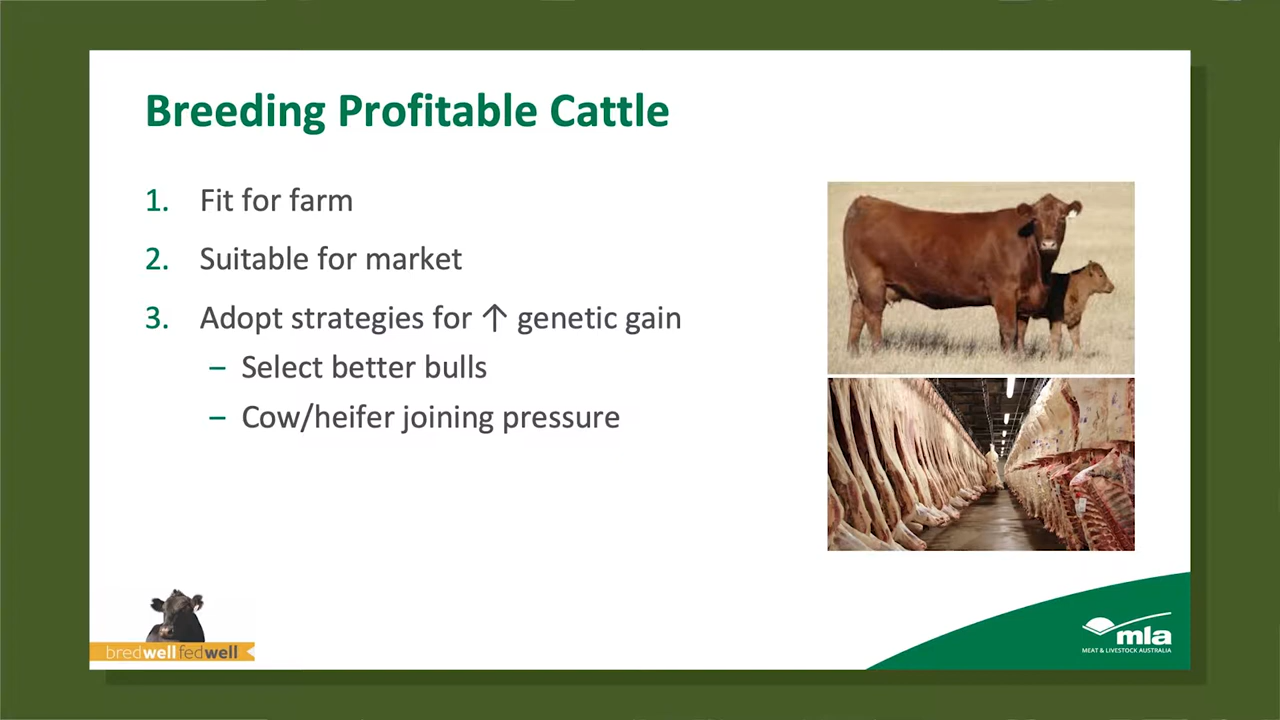 Breeding Profitable Cattle
1. Fit for farm
2. Suitable for market
3. Adopt strategies for ↑ genetic gain
– Select better bulls
– Cow/heifer joining pressure
bredwellfedwell
mla
MEAT & LIVESTOCK AUSTRALIA